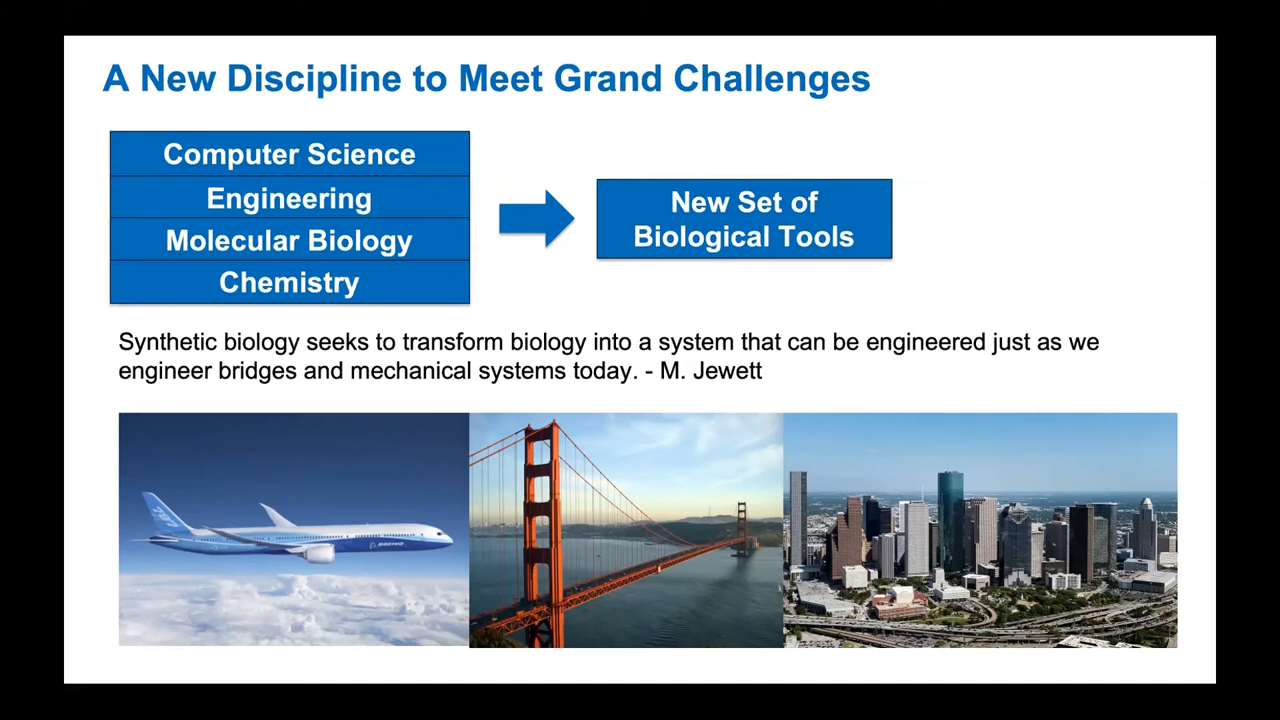 A New Discipline to Meet Grand Challenges
Computer Science
Engineering
Molecular Biology
Chemistry
New Set of
Biological Tools
Synthetic biology seeks to transform biology into a system that can be engineered just as we
engineer bridges and mechanical systems today. - M. Jewett
787
BOEING